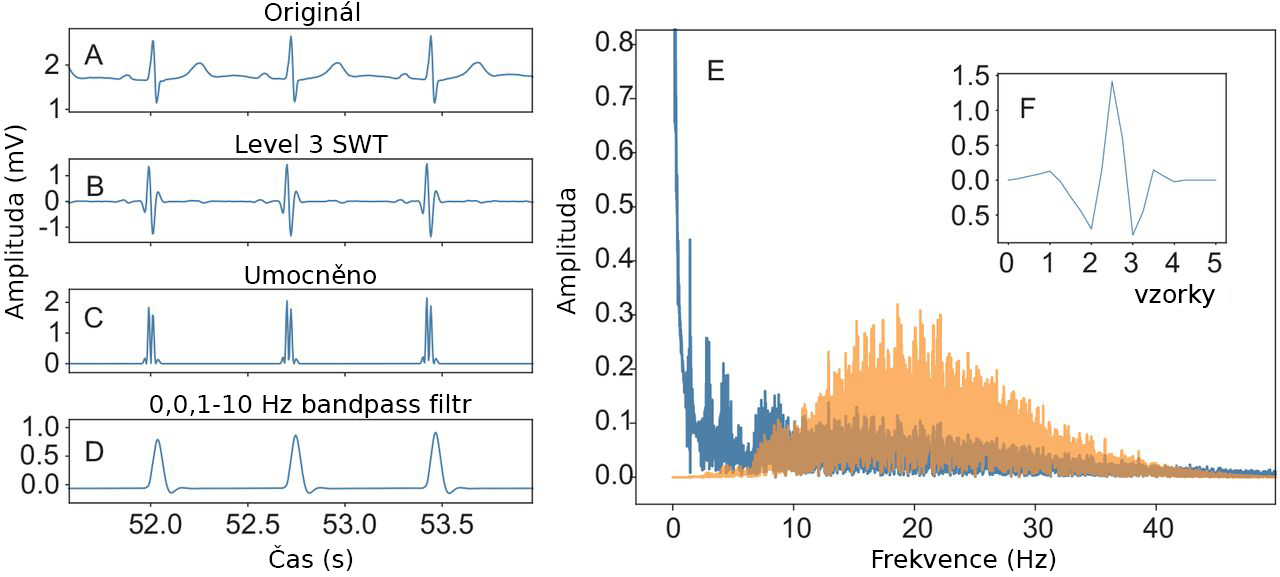 Originál
A
2
1
Level 3 SWT
B
1
0
-1
Amplituda (mV)
Umocněno
C
2
1
0
0,0,1-10 Hz bandpass filtr
D
1.0
0.5
0.0
52.0 52.5 53.0 53.5
Čas (s)
E
0.8
0.7
0.6
0.5
0.4
0.3
0.2
0.1
0.0
Amplituda
0 10 20 30 40
Frekvence (Hz)
F
1.5
1.0
0.5
0.0
0.5
0 1 2 3 4 5
vzorky